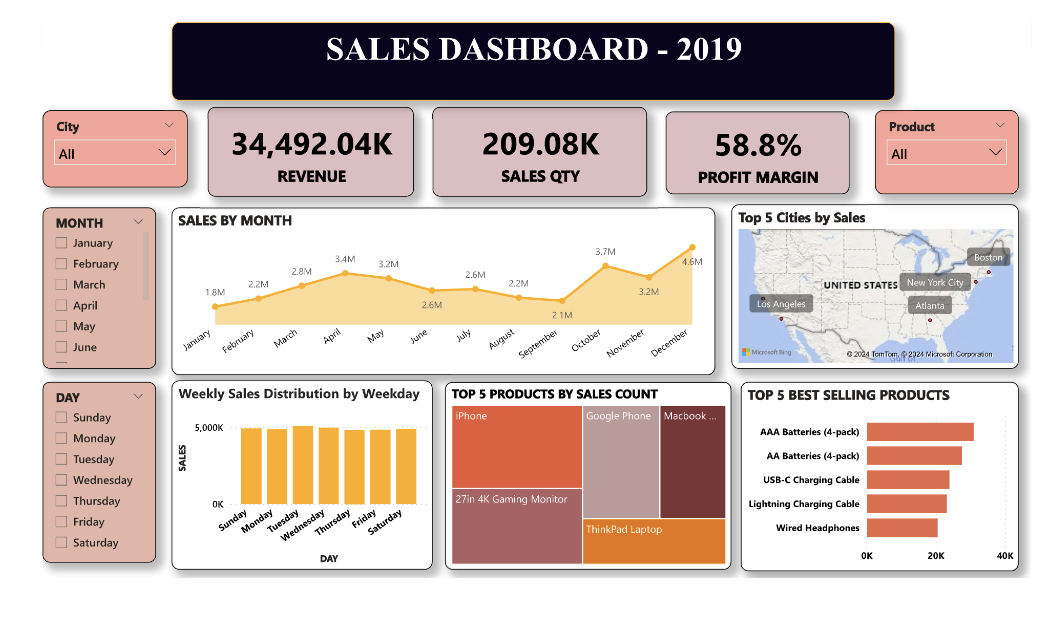 SALES DASHBOARD - 2019
City
All
34,492.04K
REVENUE
209.08K
SALES QTY
58.8%
PROFIT MARGIN
Product
All
MONTH
January
February
March
April
May
June
SALES BY MONTH
1.8M
2.2M
2.8M
3.4M
3.2M
2.6M
2.6M
2.2M
2.1M
3.7M
3.2M
4.6M
January
February
March
April
May
June
July
August
September
October
November
December
Top 5 Cities by Sales
Boston
UNITED STATES
New York City
Los Angeles
Atlanta
Microsoft Bing
© 2024 TomTom, © 2024 Microsoft Corporation
DAY
Sunday
Monday
Tuesday
Wednesday
Thursday
Friday
Saturday
Weekly Sales Distribution by Weekday
SALES
5,000K
0K
Sunday
Monday
Tuesday
Wednesday
Thursday
Friday
Saturday
DAY
TOP 5 PRODUCTS BY SALES COUNT
iPhone
Google Phone
Macbook ...
27in 4K Gaming Monitor
ThinkPad Laptop
TOP 5 BEST SELLING PRODUCTS
AAA Batteries (4-pack)
AA Batteries (4-pack)
USB-C Charging Cable
Lightning Charging Cable
Wired Headphones
0K
20K
40K